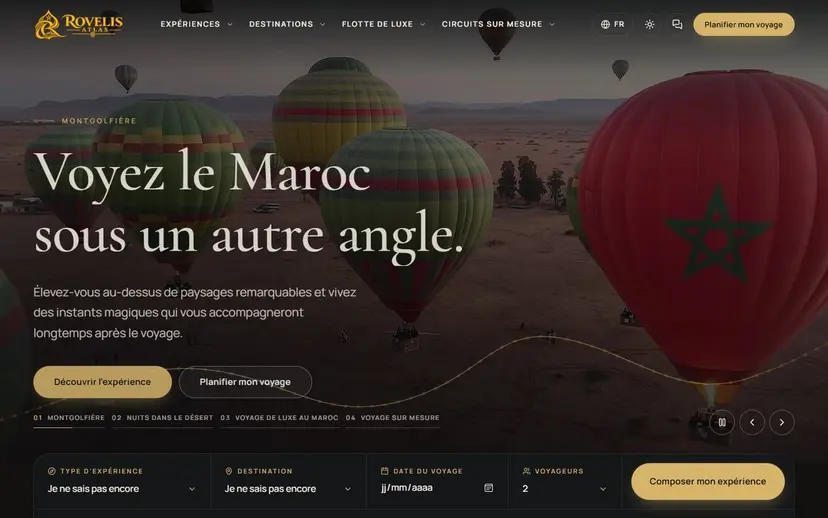 ROVELIS
ATLAS
EXPÉRIENCES
DESTINATIONS
FLOTTE DE LUXE
CIRCUITS SUR MESURE
FR
Planifier mon voyage
MONTGOLFIÈRE
Voyez le Maroc
sous un autre angle.
Élevez-vous au-dessus de paysages remarquables et vivez
des instants magiques qui vous accompagneront
longtemps après le voyage.
Découvrir l'expérience
Planifier mon voyage
01 MONTGOLFIÈRE
02 NUITS DANS LE DÉSERT
03 VOYAGE DE LUXE AU MAROC
04 VOYAGE SUR MESURE
TYPE D'EXPÉRIENCE
Je ne sais pas encore
DESTINATION
Je ne sais pas encore
DATE DU VOYAGE
jj/mm/aaaa
VOYAGEURS
2
Composer mon expérience